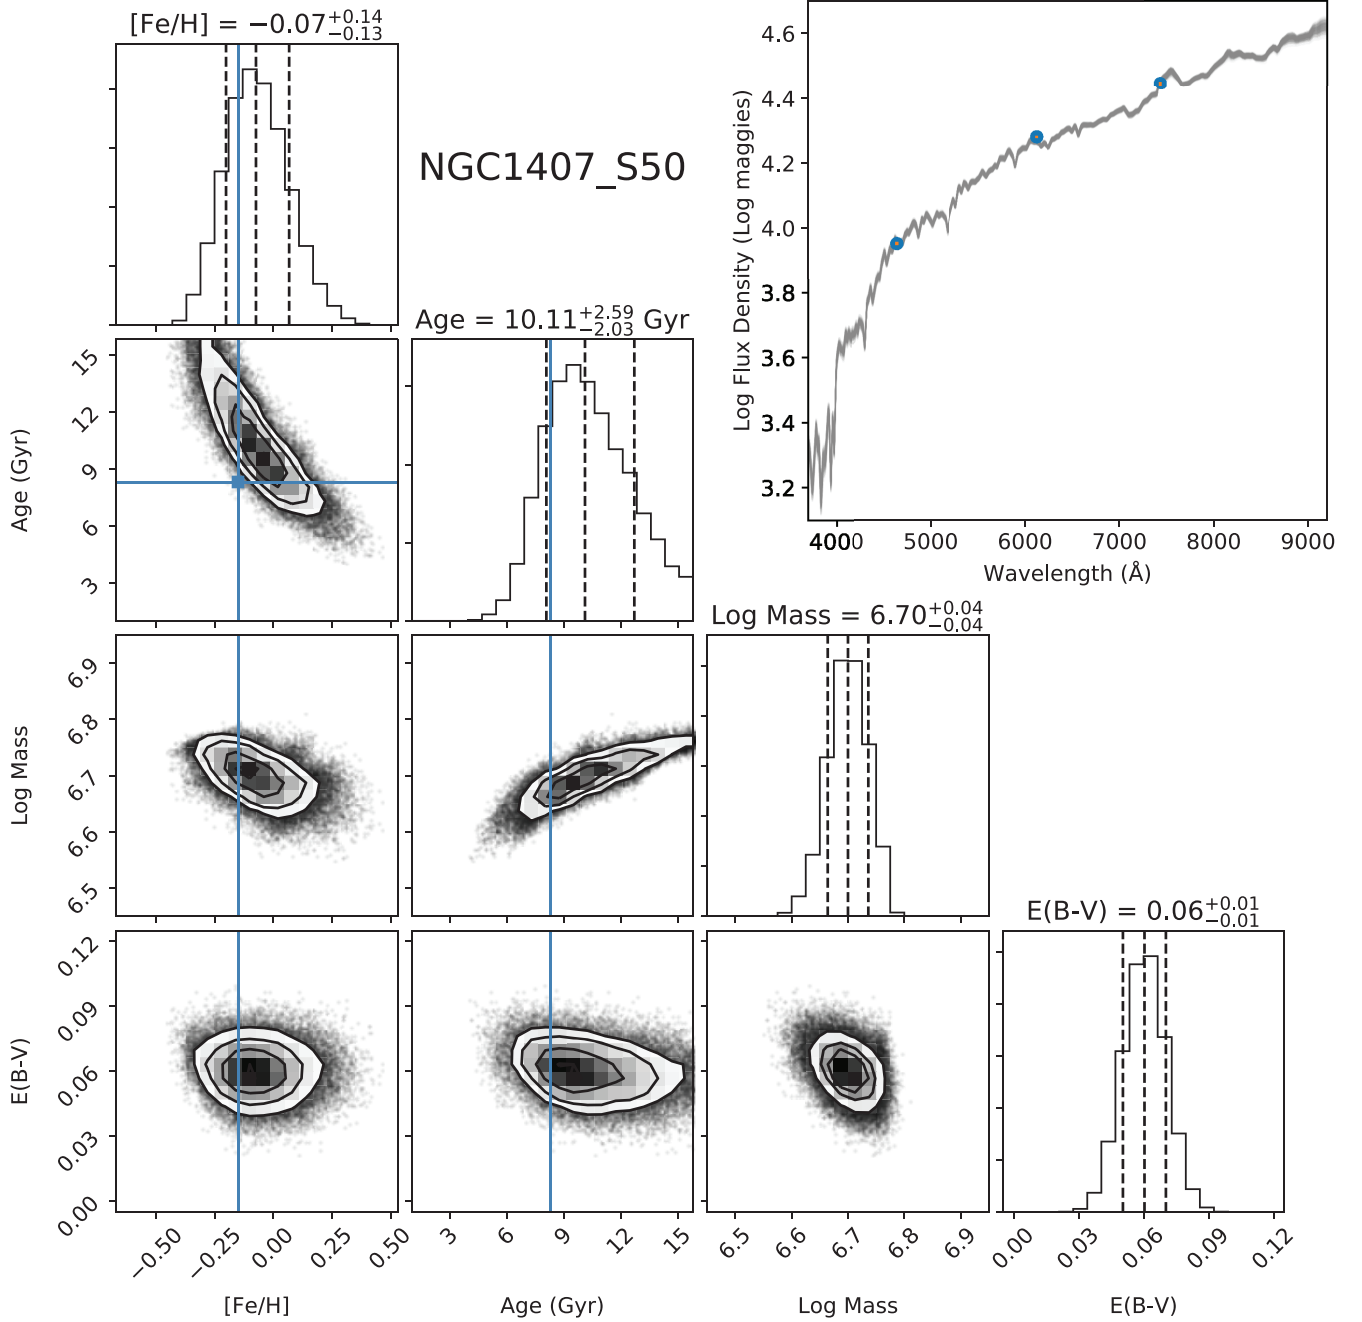 [Fe/H] = −0.07+0.14−0.13
4.6
4.4
4.2
4.0
3.8
3.6
3.4
3.2
Log Flux Density (Log maggies)
NGC1407_S50
4000 5000 6000 7000 8000 9000
Wavelength (Å)
Age = 10.11+2.59−2.03 Gyr
15
12
9
6
3
Age (Gyr)
Log Mass = 6.70+0.04−0.04
6.9
6.8
6.7
6.6
6.5
Log Mass
E(B-V) = 0.06+0.01−0.01
0.12
0.09
0.06
0.03
0.00
E(B-V)
−0.50 −0.25 0.00 0.25 0.50
3 6 9 12 15
6.5 6.6 6.7 6.8 6.9
0.00 0.03 0.06 0.09 0.12
[Fe/H]
Age (Gyr)
Log Mass
E(B-V)